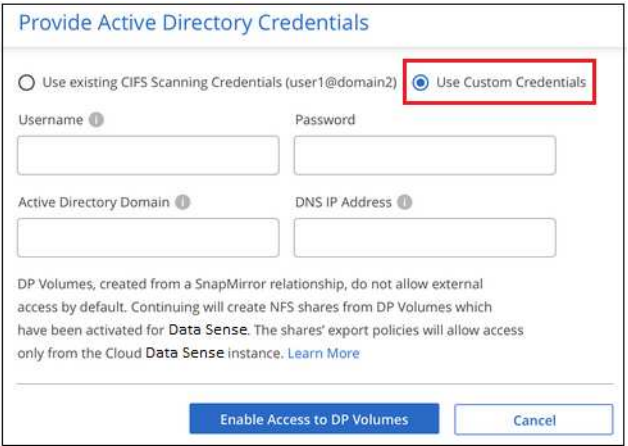 Provide Active Directory Credentials
Use existing CIFS Scanning Credentials (user1@domain2) Use Custom Credentials
Username Password
Active Directory Domain DNS IP Address
DP Volumes, created from a SnapMirror relationship, do not allow external
access by default. Continuing will create NFS shares from DP Volumes which
have been activated for Data Sense. The shares' export policies will allow access
only from the Cloud Data Sense instance. Learn More
Enable Access to DP Volumes Cancel